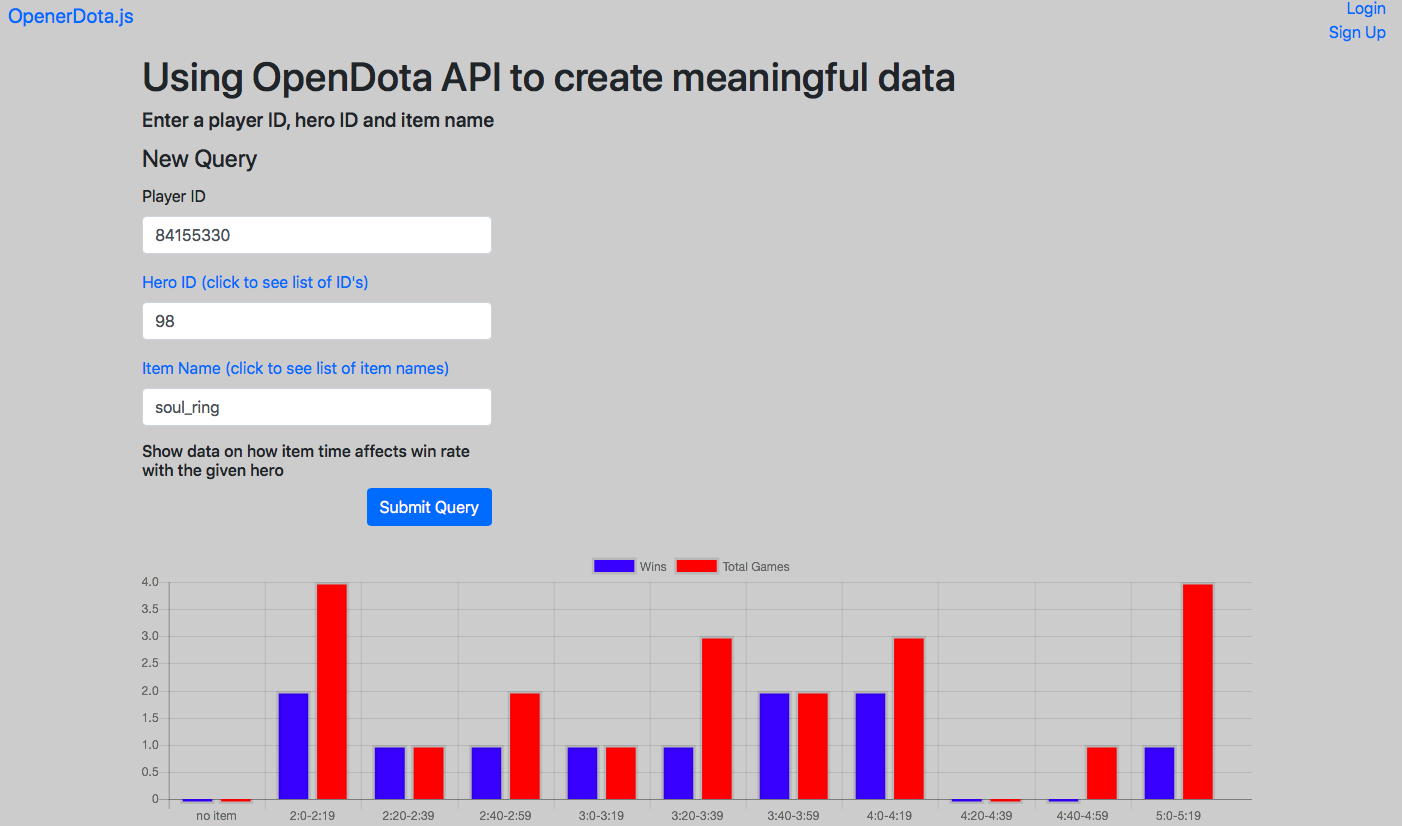 OpenerDota.js
Login
Sign Up
Using OpenDota API to create meaningful data
Enter a player ID, hero ID and item name
New Query
Player ID
84155330
Hero ID (click to see list of ID's)
98
Item Name (click to see list of item names)
soul_ring
Show data on how item time affects win rate
with the given hero
Submit Query
Wins Total Games
4.0
3.5
3.0
2.5
2.0
1.5
1.0
0.5
0
no item 2:0-2:19 2:20-2:39 2:40-2:59 3:0-3:19 3:20-3:39 3:40-3:59 4:0-4:19 4:20-4:39 4:40-4:59 5:0-5:19